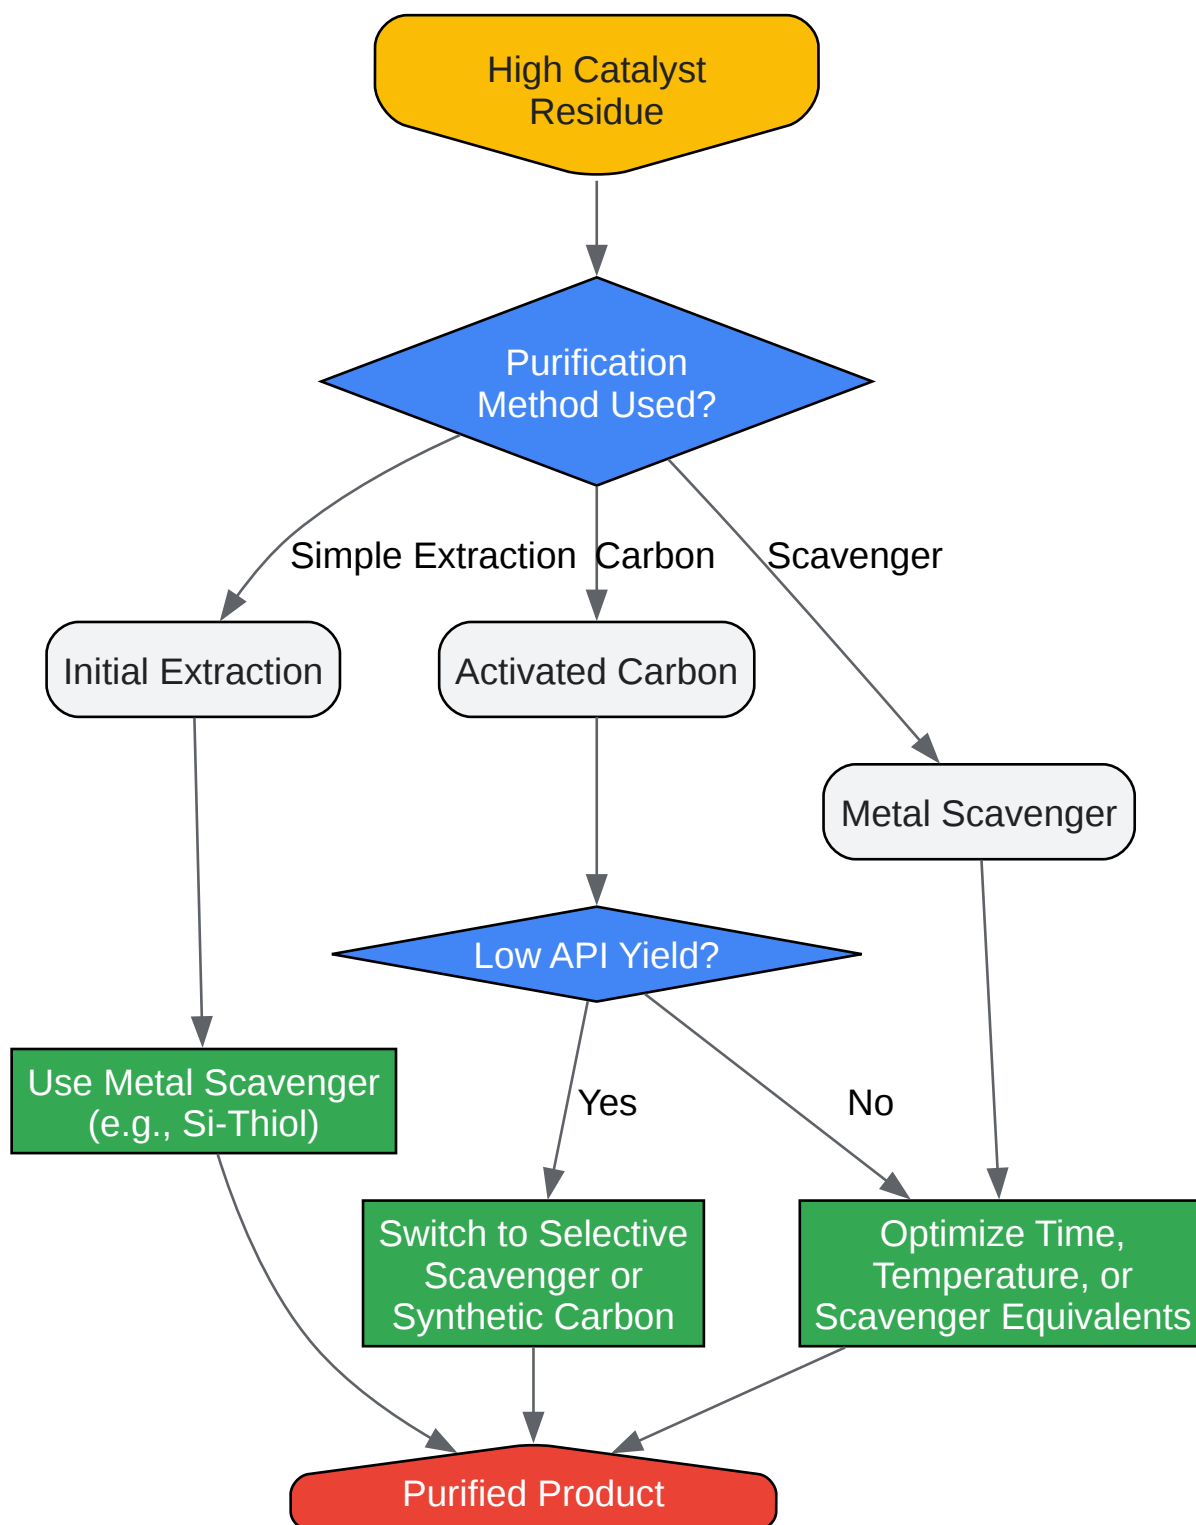 High Catalyst
Residue
Purification
Method Used?
Simple Extraction
Carbon
Scavenger
Initial Extraction
Activated Carbon
Metal Scavenger
Low API Yield?
Use Metal Scavenger
(e.g., Si-Thiol)
Yes
No
Switch to Selective
Scavenger or
Synthetic Carbon
Optimize Time,
Temperature, or
Scavenger Equivalents
Purified Product